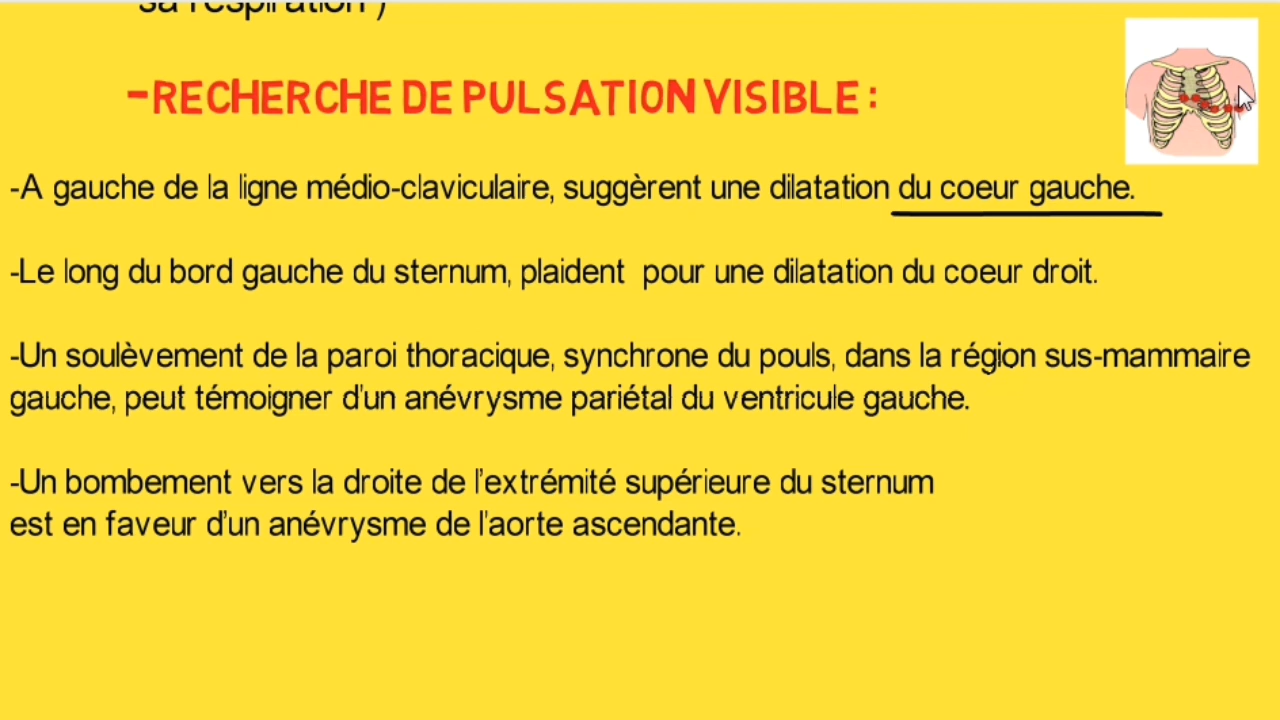 sa respiration )
-RECHERCHE DE PULSATION VISIBLE :
-A gauche de la ligne médio-claviculaire, suggèrent une dilatation du coeur gauche.
-Le long du bord gauche du sternum, plaident pour une dilatation du coeur droit.
-Un soulèvement de la paroi thoracique, synchrone du pouls, dans la région sus-mammaire
gauche, peut témoigner d'un anévrysme pariétal du ventricule gauche.
-Un bombement vers la droite de l'extrémité supérieure du sternum
est en faveur d'un anévrysme de l'aorte ascendante.